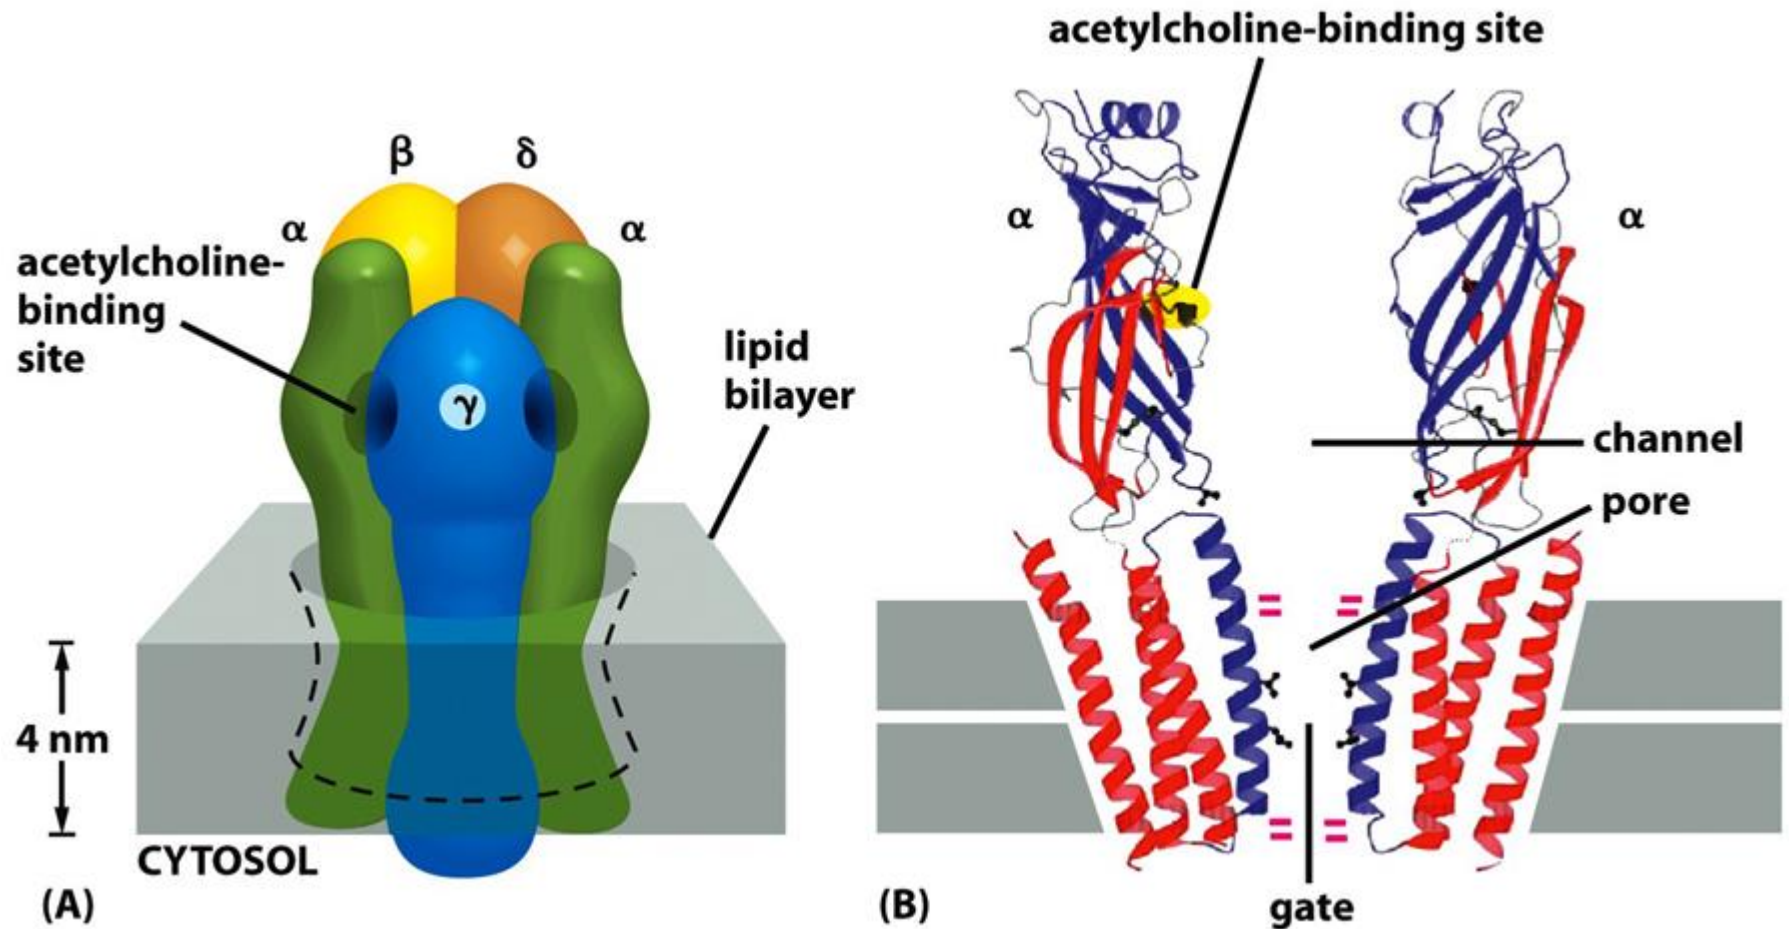 β
δ
α
α
acetylcholine-
binding
site
γ
lipid
bilayer
4 nm
CYTOSOL
(A)
acetylcholine-binding site
α
α
channel
pore
gate
(B)